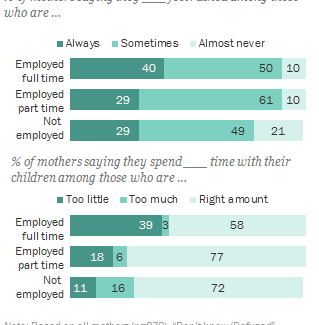 who are ...
Always Sometimes Almost never
Employed full time 40 50 10
Employed part time 29 61 10
Not employed 29 49 21
% of mothers saying they spend ___ time with their
children among those who are ...
Too little Too much Right amount
Employed full time 39 3 58
Employed part time 18 6 77
Not employed 11 16 72